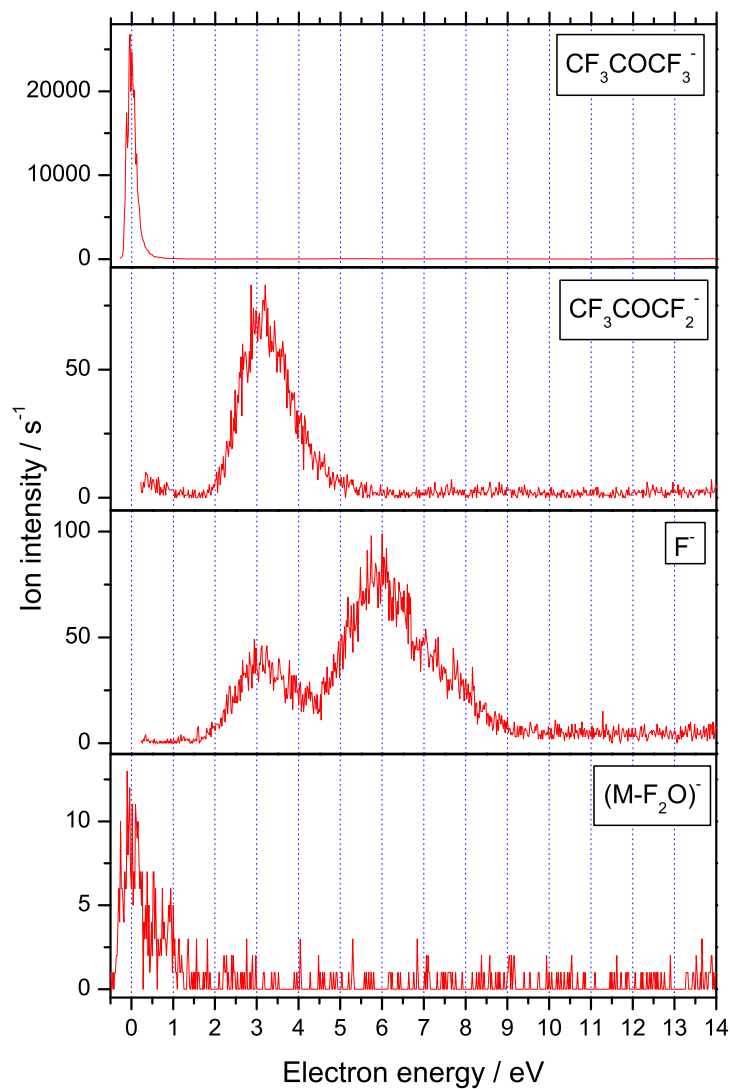 CF3COCF3-
20000
10000
0
CF3COCF2-
50
0
Ion intensity / s-1
F-
100
50
0
(M-F2O)-
10
5
0
0 1 2 3 4 5 6 7 8 9 10 11 12 13 14
Electron energy / eV